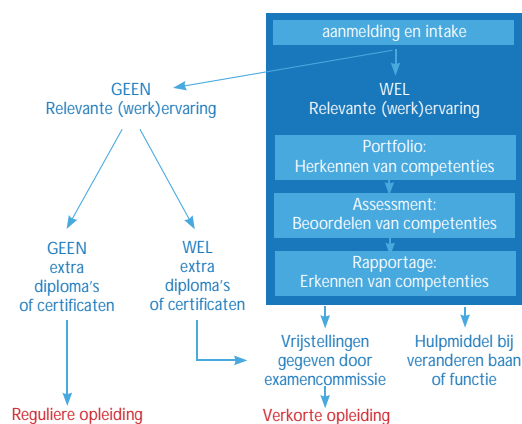 aanmelding en intake
GEEN
Relevante (werk)ervaring
WEL
Relevante (werk)ervaring
Portfolio:
Herkennen van competenties
Assessment:
Beoordelen van competenties
Rapportage:
Erkennen van competenties
GEEN
extra
diploma's
of certificaten
WEL
extra
diploma's
of certificaten
Vrijstellingen
gegeven door
examencommissie
Hulpmiddel bij
veranderen baan
of functie
Reguliere opleiding
Verkorte opleiding